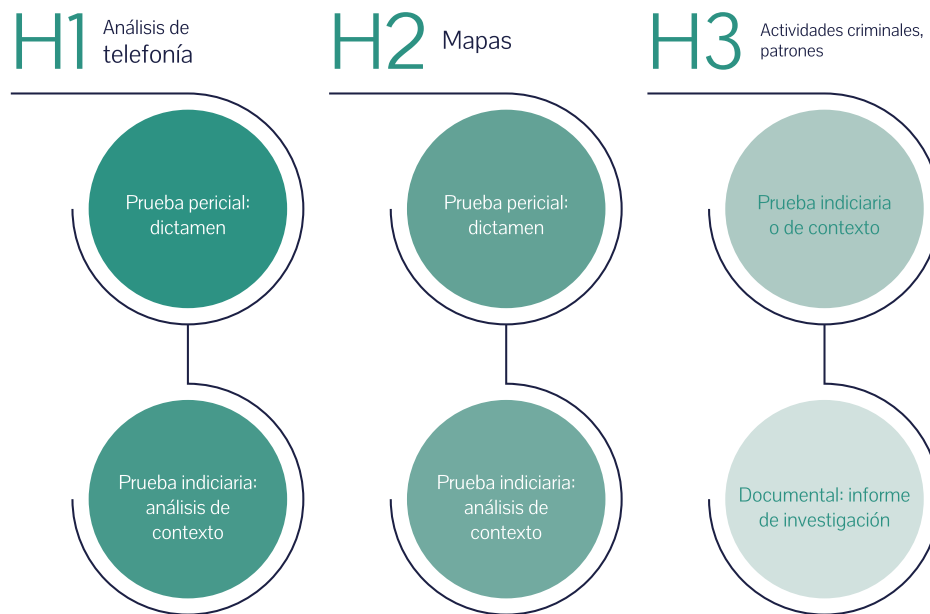 H1
Análisis de
telefonía
H2
Mapas
H3
Actividades criminales,
patrones
Prueba pericial:
dictamen
Prueba pericial:
dictamen
Prueba indiciaria
o de contexto
Prueba indiciaria:
análisis de
contexto
Prueba indiciaria:
análisis de
contexto
Documental: informe
de investigación